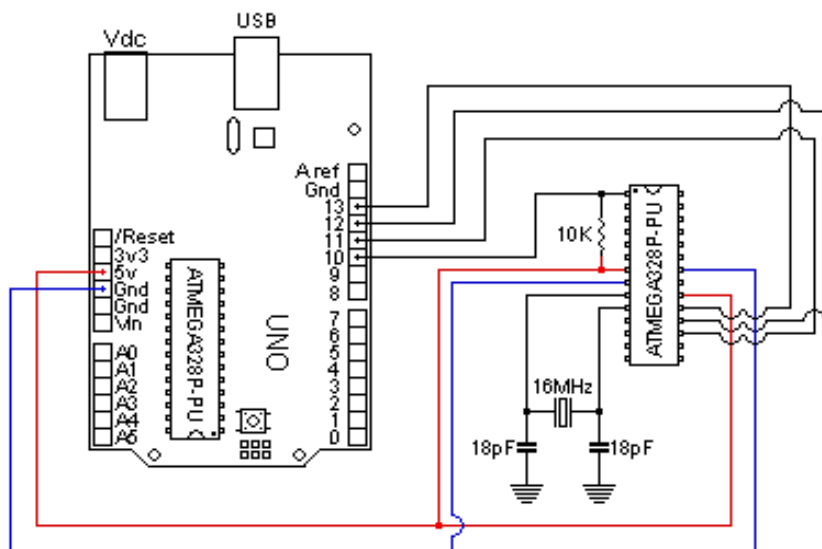 USB
Vdc
A ref
Gnd
13
12
11
10
9
8
/Reset
3v3
5v
Gnd
Gnd
Vin
ATMEGA328P-PU
UNO
7
6
5
4
3
2
1
0
A0
A1
A2
A3
A4
A5
10K
ATMEGA328P-PU
16MHz
18pF
18pF